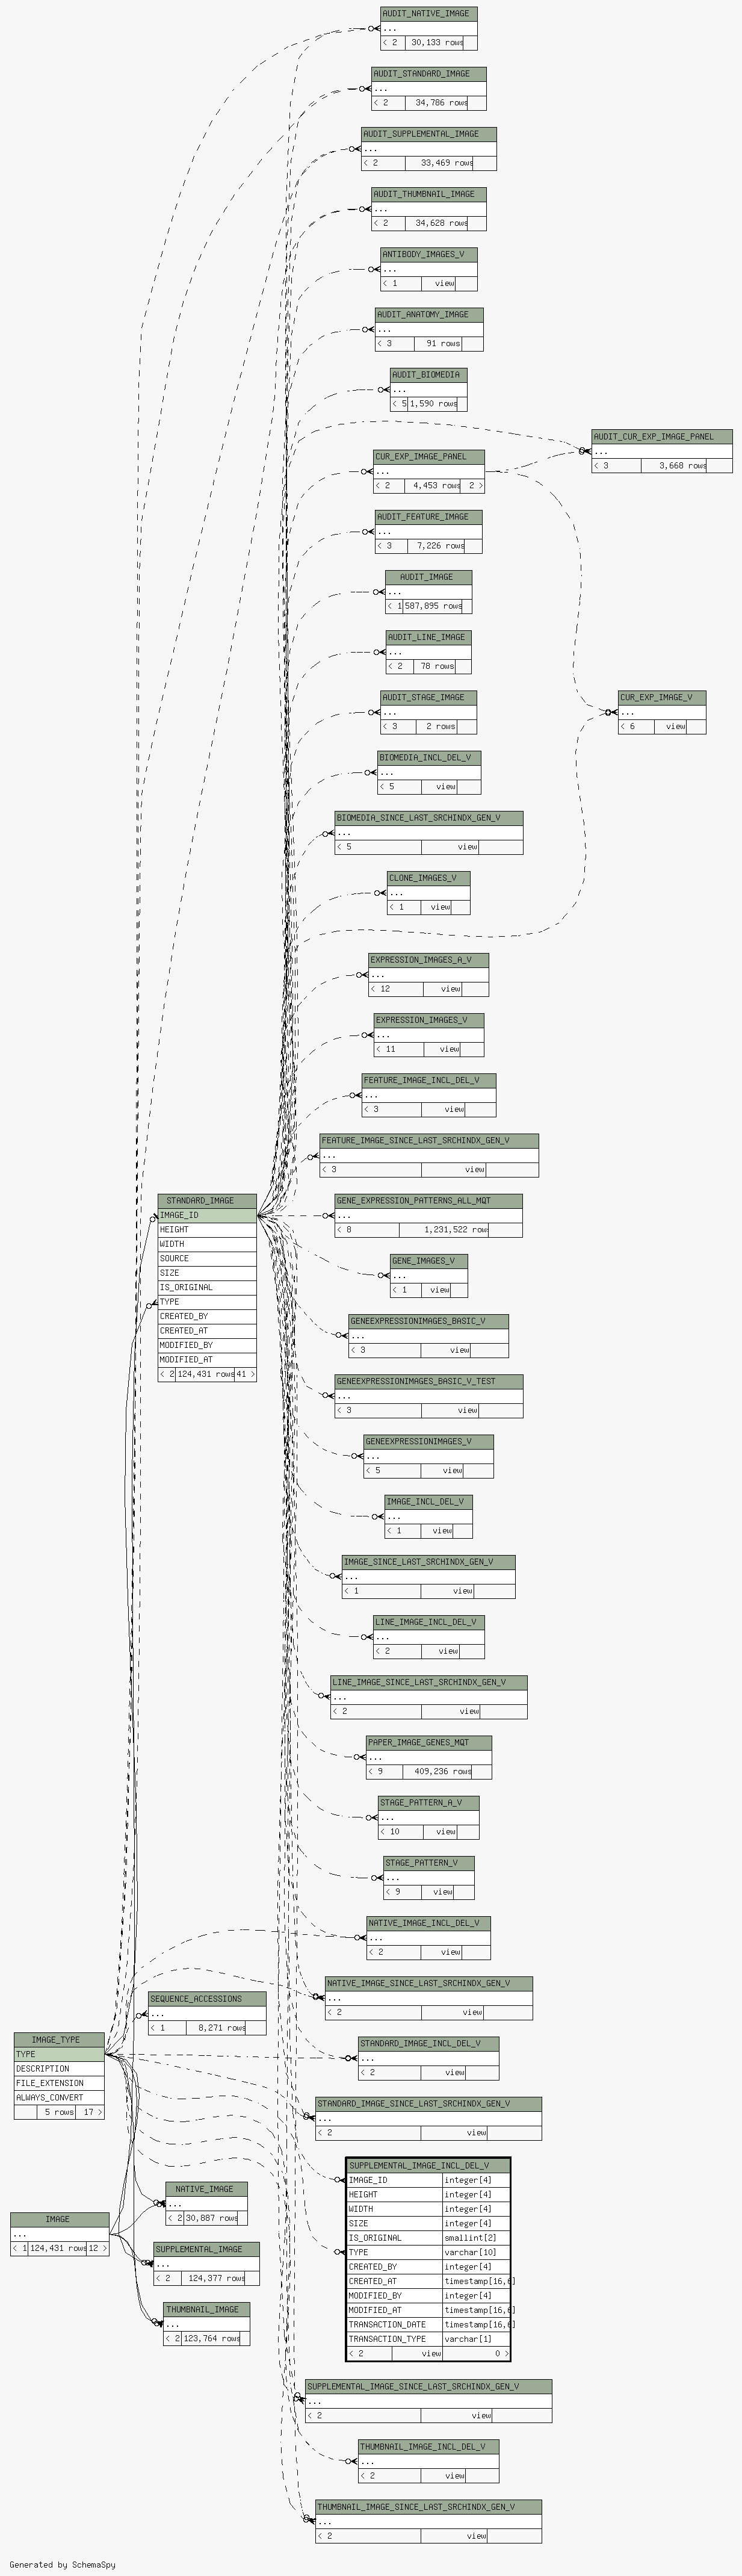 AUDIT_NATIVE_IMAGE
...
< 2 30,133 rows
AUDIT_STANDARD_IMAGE
...
< 2 34,786 rows
AUDIT_SUPPLEMENTAL_IMAGE
...
< 2 33,469 rows
AUDIT_THUMBNAIL_IMAGE
...
< 2 34,628 rows
ANTIBODY_IMAGES_V
...
< 1 view
AUDIT_ANATOMY_IMAGE
...
< 3 91 rows
AUDIT_BIOMEDIA
...
< 5 1,590 rows
AUDIT_CUR_EXP_IMAGE_PANEL
...
< 3 3,668 rows
CUR_EXP_IMAGE_PANEL
...
< 2 4,453 rows 2 >
AUDIT_FEATURE_IMAGE
...
< 3 7,226 rows
AUDIT_IMAGE
...
< 1 587,895 rows
AUDIT_LINE_IMAGE
...
< 2 78 rows
AUDIT_STAGE_IMAGE
...
< 3 2 rows
CUR_EXP_IMAGE_V
...
< 6 view
BIOMEDIA_INCL_DEL_V
...
< 5 view
BIOMEDIA_SINCE_LAST_SRCHINDX_GEN_V
...
< 5 view
CLONE_IMAGES_V
...
< 1 view
EXPRESSION_IMAGES_A_V
...
< 12 view
EXPRESSION_IMAGES_V
...
< 11 view
FEATURE_IMAGE_INCL_DEL_V
...
< 3 view
FEATURE_IMAGE_SINCE_LAST_SRCHINDX_GEN_V
...
< 3 view
STANDARD_IMAGE
IMAGE_ID
HEIGHT
WIDTH
SOURCE
SIZE
IS_ORIGINAL
TYPE
CREATED_BY
CREATED_AT
MODIFIED_BY
MODIFIED_AT
< 2 124,431 rows 41 >
GENE_EXPRESSION_PATTERNS_ALL_MQT
...
< 8 1,231,522 rows
GENE_IMAGES_V
...
< 1 view
GENEEXPRESSIONIMAGES_BASIC_V
...
< 3 view
GENEEXPRESSIONIMAGES_BASIC_V_TEST
...
< 3 view
GENEEXPRESSIONIMAGES_V
...
< 5 view
IMAGE_INCL_DEL_V
...
< 1 view
IMAGE_SINCE_LAST_SRCHINDX_GEN_V
...
< 1 view
LINE_IMAGE_INCL_DEL_V
...
< 2 view
LINE_IMAGE_SINCE_LAST_SRCHINDX_GEN_V
...
< 2 view
PAPER_IMAGE_GENES_MQT
...
< 9 409,236 rows
STAGE_PATTERN_A_V
...
< 10 view
STAGE_PATTERN_V
...
< 9 view
NATIVE_IMAGE_INCL_DEL_V
...
< 2 view
NATIVE_IMAGE_SINCE_LAST_SRCHINDX_GEN_V
...
< 2 view
SEQUENCE_ACCESSIONS
...
< 1 8,271 rows
IMAGE_TYPE
TYPE
DESCRIPTION
FILE_EXTENSION
ALWAYS_CONVERT
5 rows 17 >
STANDARD_IMAGE_INCL_DEL_V
...
< 2 view
STANDARD_IMAGE_SINCE_LAST_SRCHINDX_GEN_V
...
< 2 view
NATIVE_IMAGE
...
< 2 30,887 rows
IMAGE
...
< 1 124,431 rows 12 >
SUPPLEMENTAL_IMAGE
...
< 2 124,377 rows
THUMBNAIL_IMAGE
...
< 2 123,764 rows
SUPPLEMENTAL_IMAGE_INCL_DEL_V
IMAGE_ID integer[4]
HEIGHT integer[4]
WIDTH integer[4]
SIZE integer[4]
IS_ORIGINAL smallint[2]
TYPE varchar[10]
CREATED_BY integer[4]
CREATED_AT timestamp[16,6]
MODIFIED_BY integer[4]
MODIFIED_AT timestamp[16,6]
TRANSACTION_DATE timestamp[16,6]
TRANSACTION_TYPE varchar[1]
< 2 view 0 >
SUPPLEMENTAL_IMAGE_SINCE_LAST_SRCHINDX_GEN_V
...
< 2 view
THUMBNAIL_IMAGE_INCL_DEL_V
...
< 2 view
THUMBNAIL_IMAGE_SINCE_LAST_SRCHINDX_GEN_V
...
< 2 view
Generated by SchemaSpy